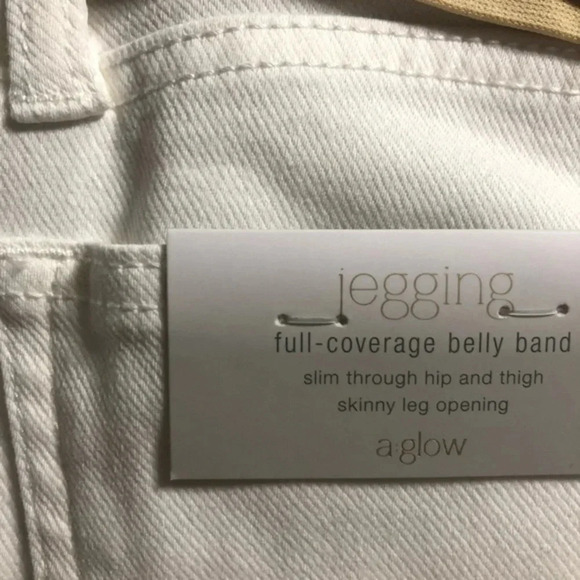 jegging
full-coverage belly band
slim through hip and thigh
skinny leg opening
a:glow